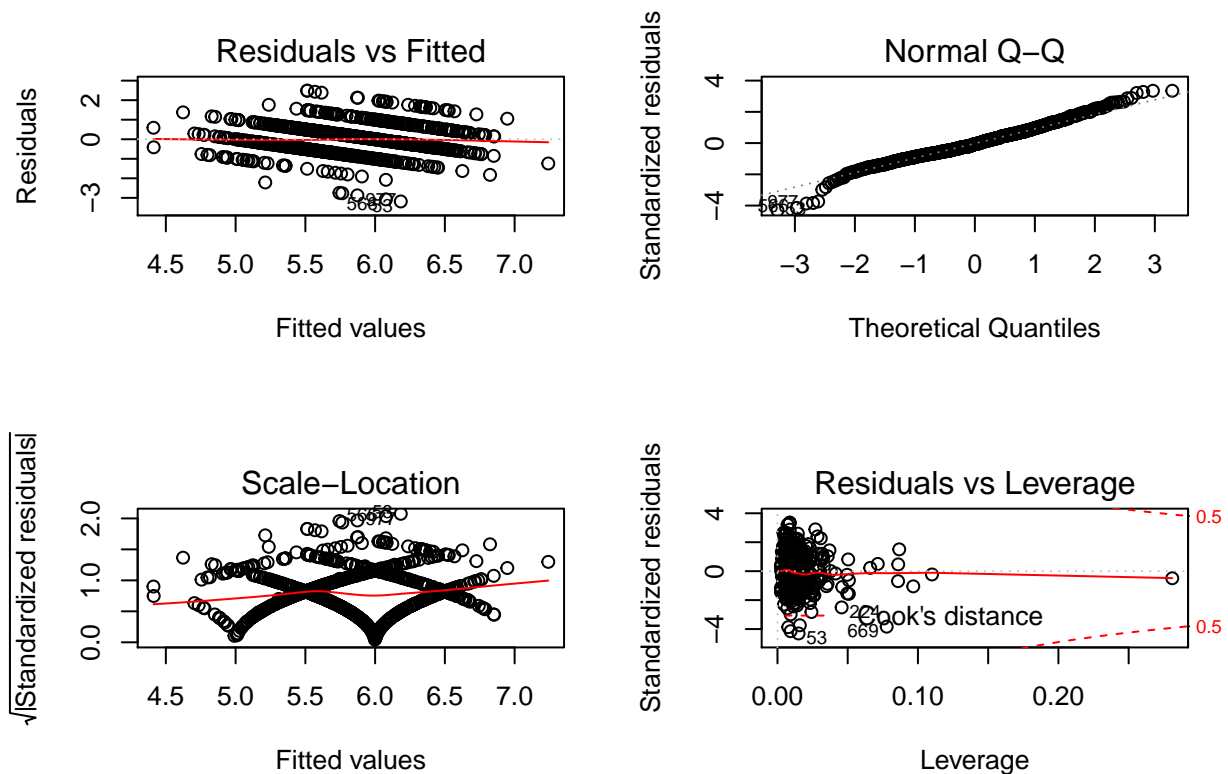 Residuals vs Fitted
Residuals
2
0
−3
4.5 5.0 5.5 6.0 6.5 7.0
Fitted values
Normal Q−Q
Standardized residuals
4
0
−4
977
−3 −2 −1 0 1 2 3
Theoretical Quantiles
Scale−Location
√|Standardized residuals|
2.0
1.0
0.0
4.5 5.0 5.5 6.0 6.5 7.0
Fitted values
Residuals vs Leverage
Standardized residuals
4
0
−4
0.5
0.5
224
Cook's distance
669
53
0.00 0.10 0.20
Leverage